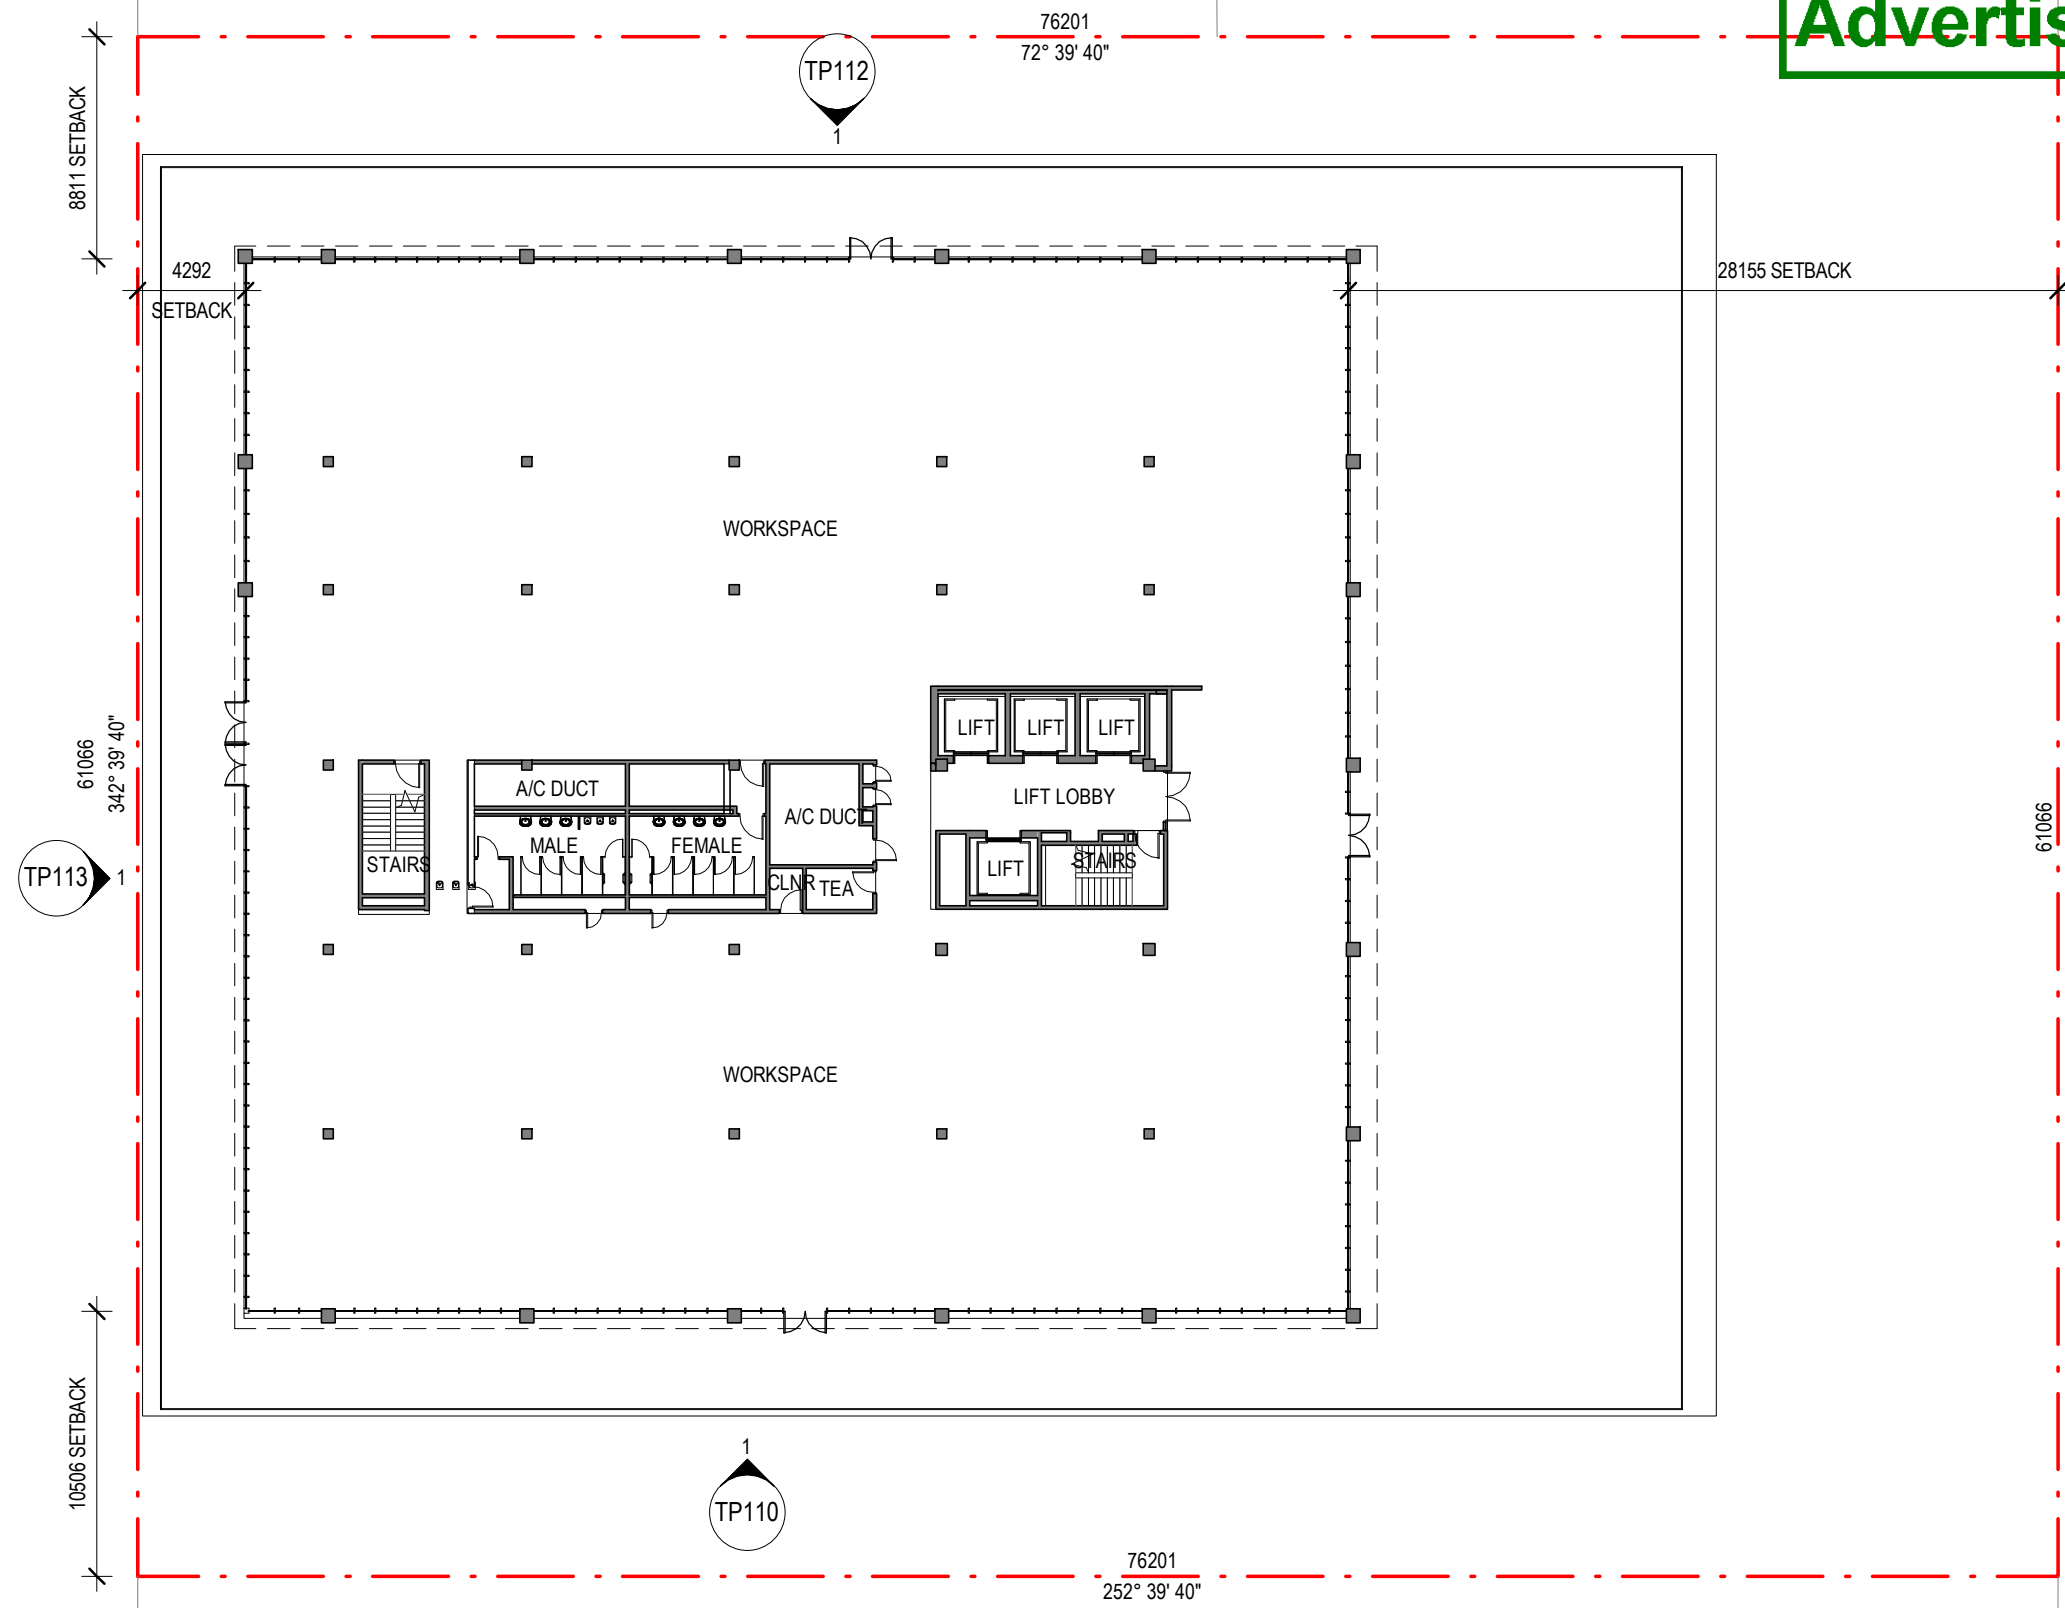 76201
72° 39' 40"
Advertis
TP112
1
8811 SETBACK
4292
SETBACK
28155 SETBACK
WORKSPACE
LIFT
LIFT
LIFT
61066
342° 39' 40"
A/C DUCT
A/C DUC
LIFT LOBBY
61066
MALE
FEMALE
STAIRS
STAIRS
LIFT
TP113
1
CLNR
TEA
WORKSPACE
10506 SETBACK
1
TP110
76201
252° 39' 40"